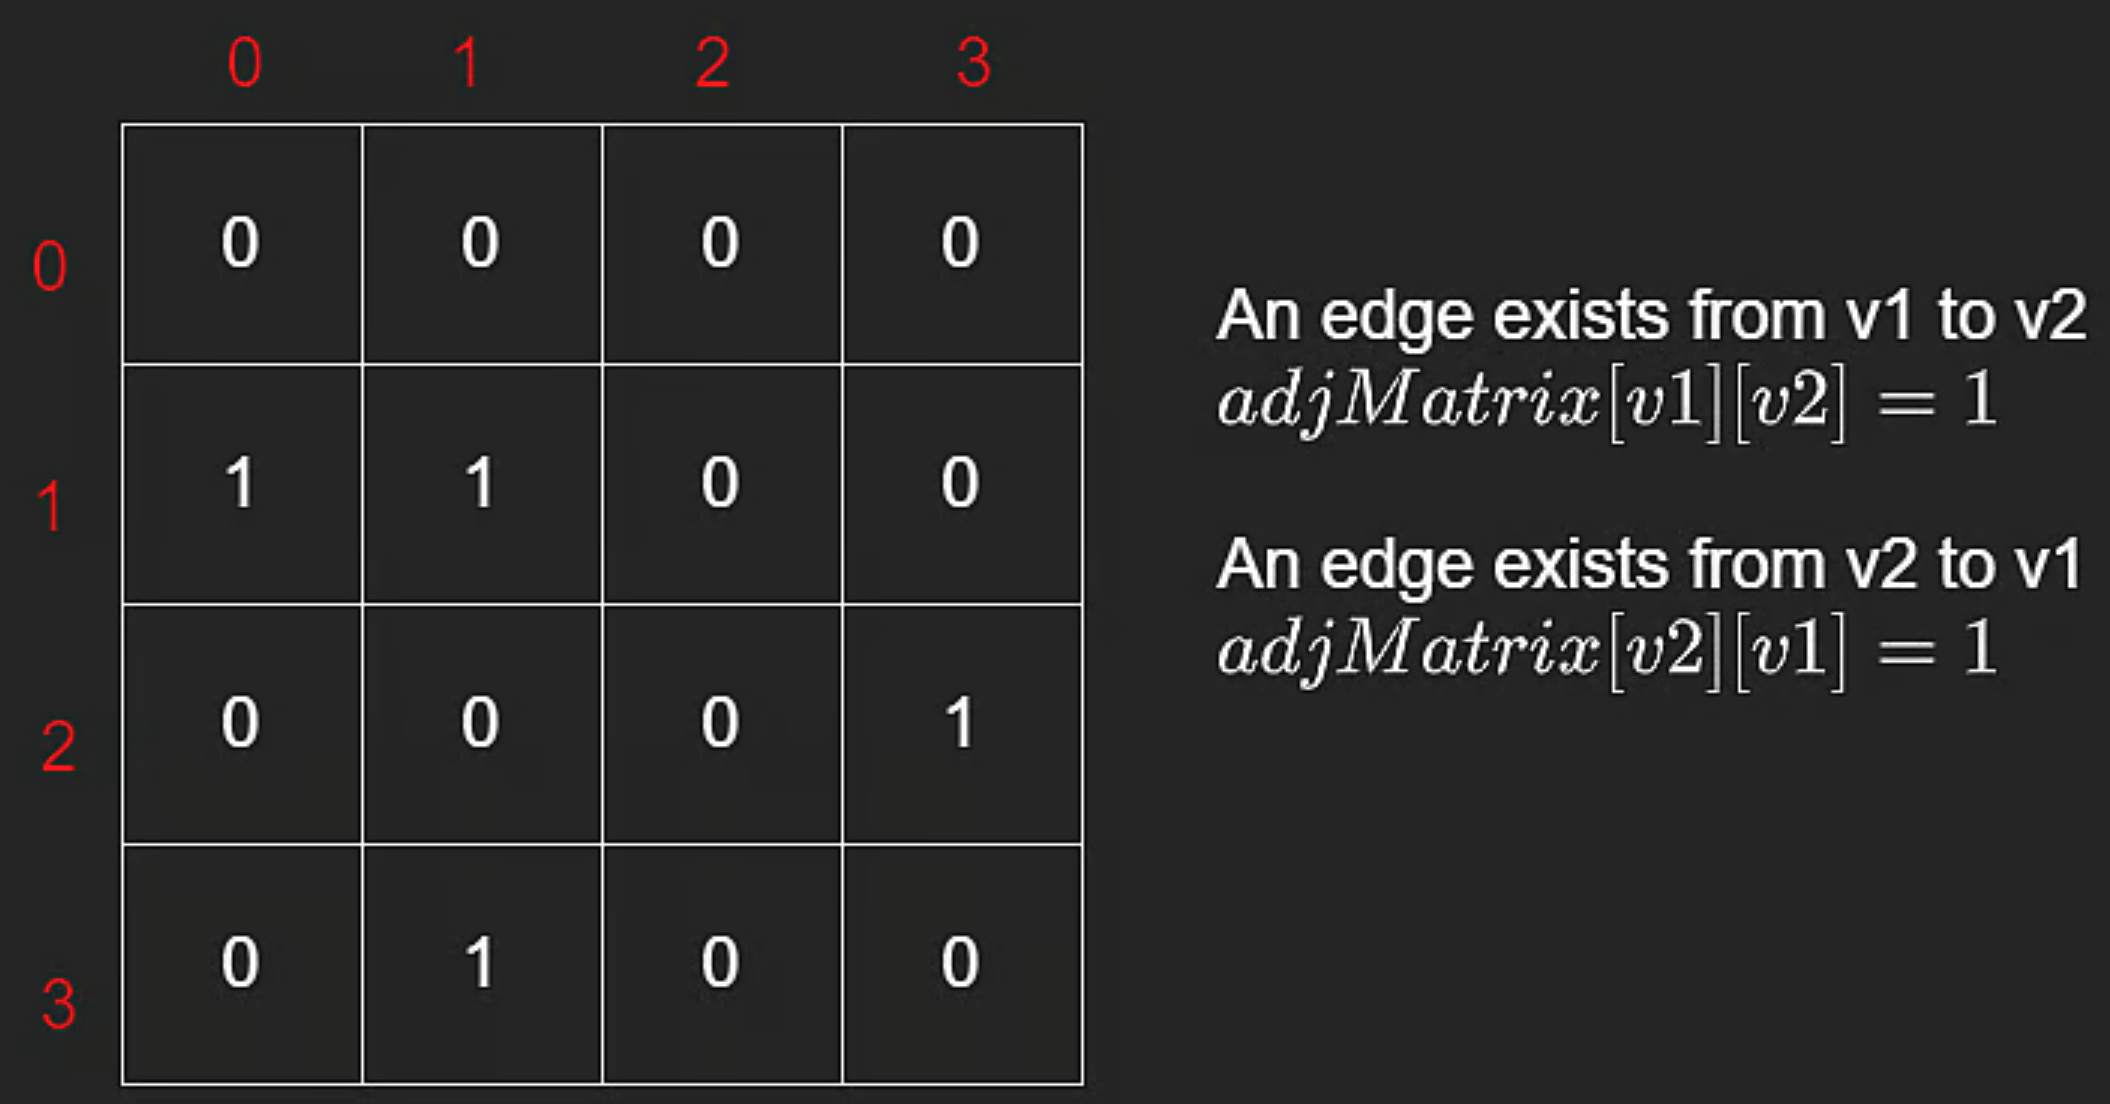 0 1 2 3
0 0 0 0 0
1 1 1 0 0
2 0 0 0 1
3 0 1 0 0
An edge exists from v1 to v2
adjMatrix[v1][v2] = 1
An edge exists from v2 to v1
adjMatrix[v2][v1] = 1